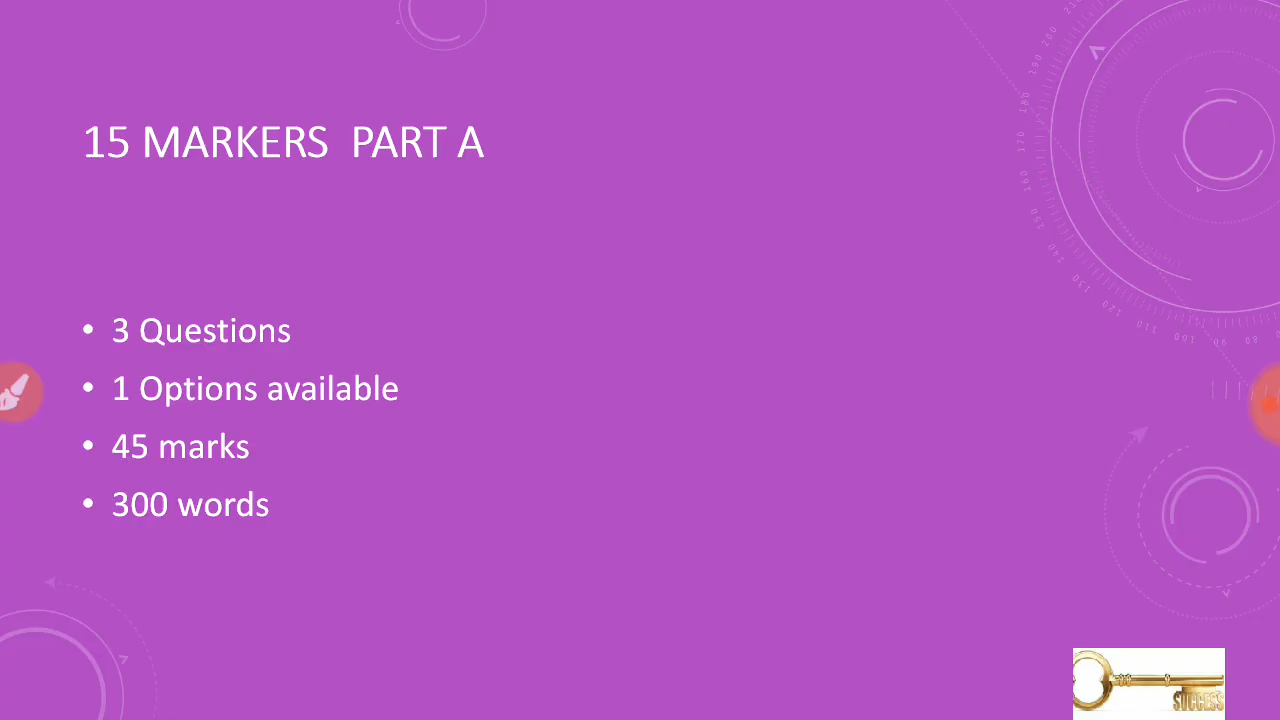 15 MARKERS PART A
• 3 Questions
• 1 Options available
• 45 marks
• 300 words
SUCCESS